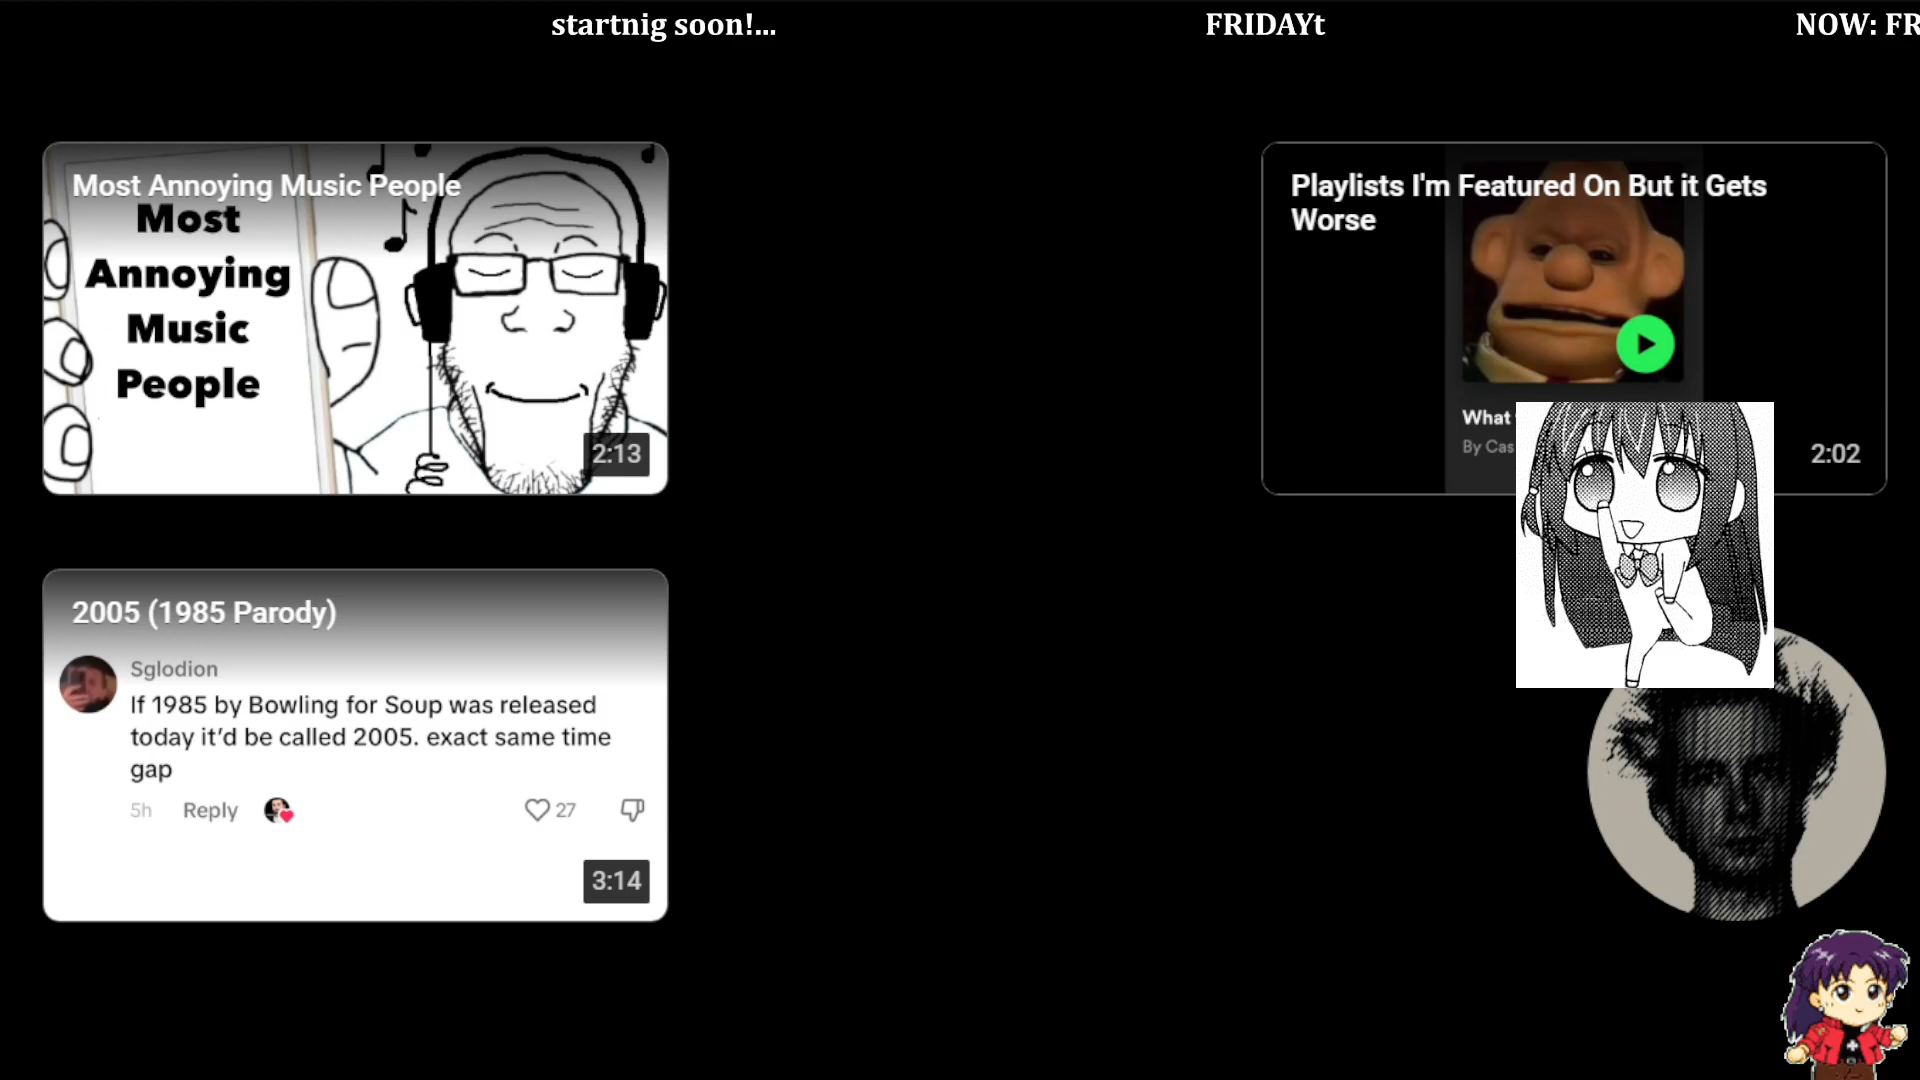 startnig soon!...
FRIDAYt
NOW: FR
Most Annoying Music People
Most
Annoying
Music
People
2:13
Playlists I'm Featured On But it Gets
Worse
What
By Cas
2:02
2005 (1985 Parody)
Sglodion
If 1985 by Bowling for Soup was released
today it’d be called 2005. exact same time
gap
5h Reply 27
3:14